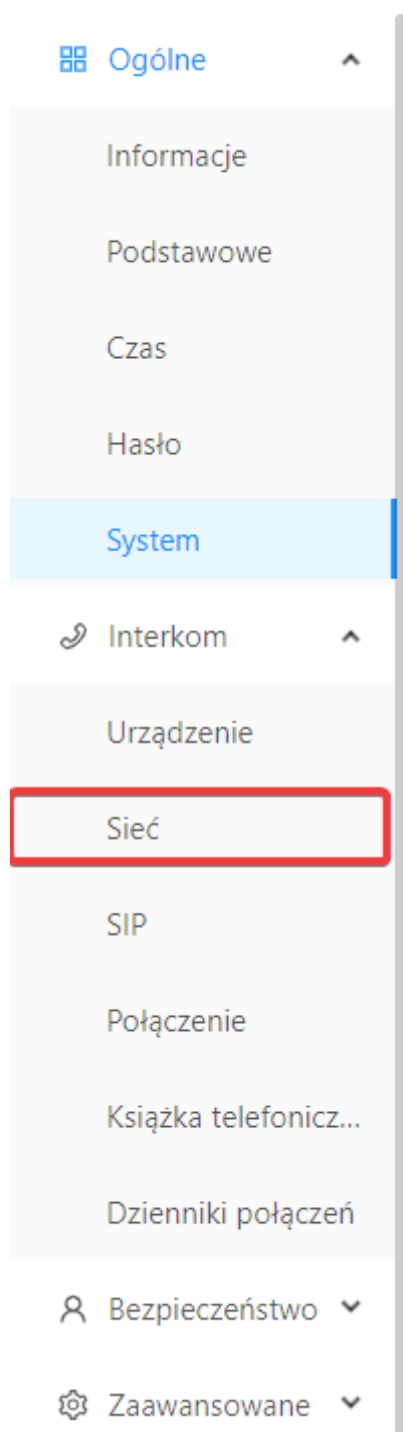 Ogólne
Informacje
Podstawowe
Czas
Hasło
System
Interkom
Urządzenie
Sieć
SIP
Połączenie
Książka telefonicz...
Dzienniki połączeń
Bezpieczeństwo
Zaawansowane